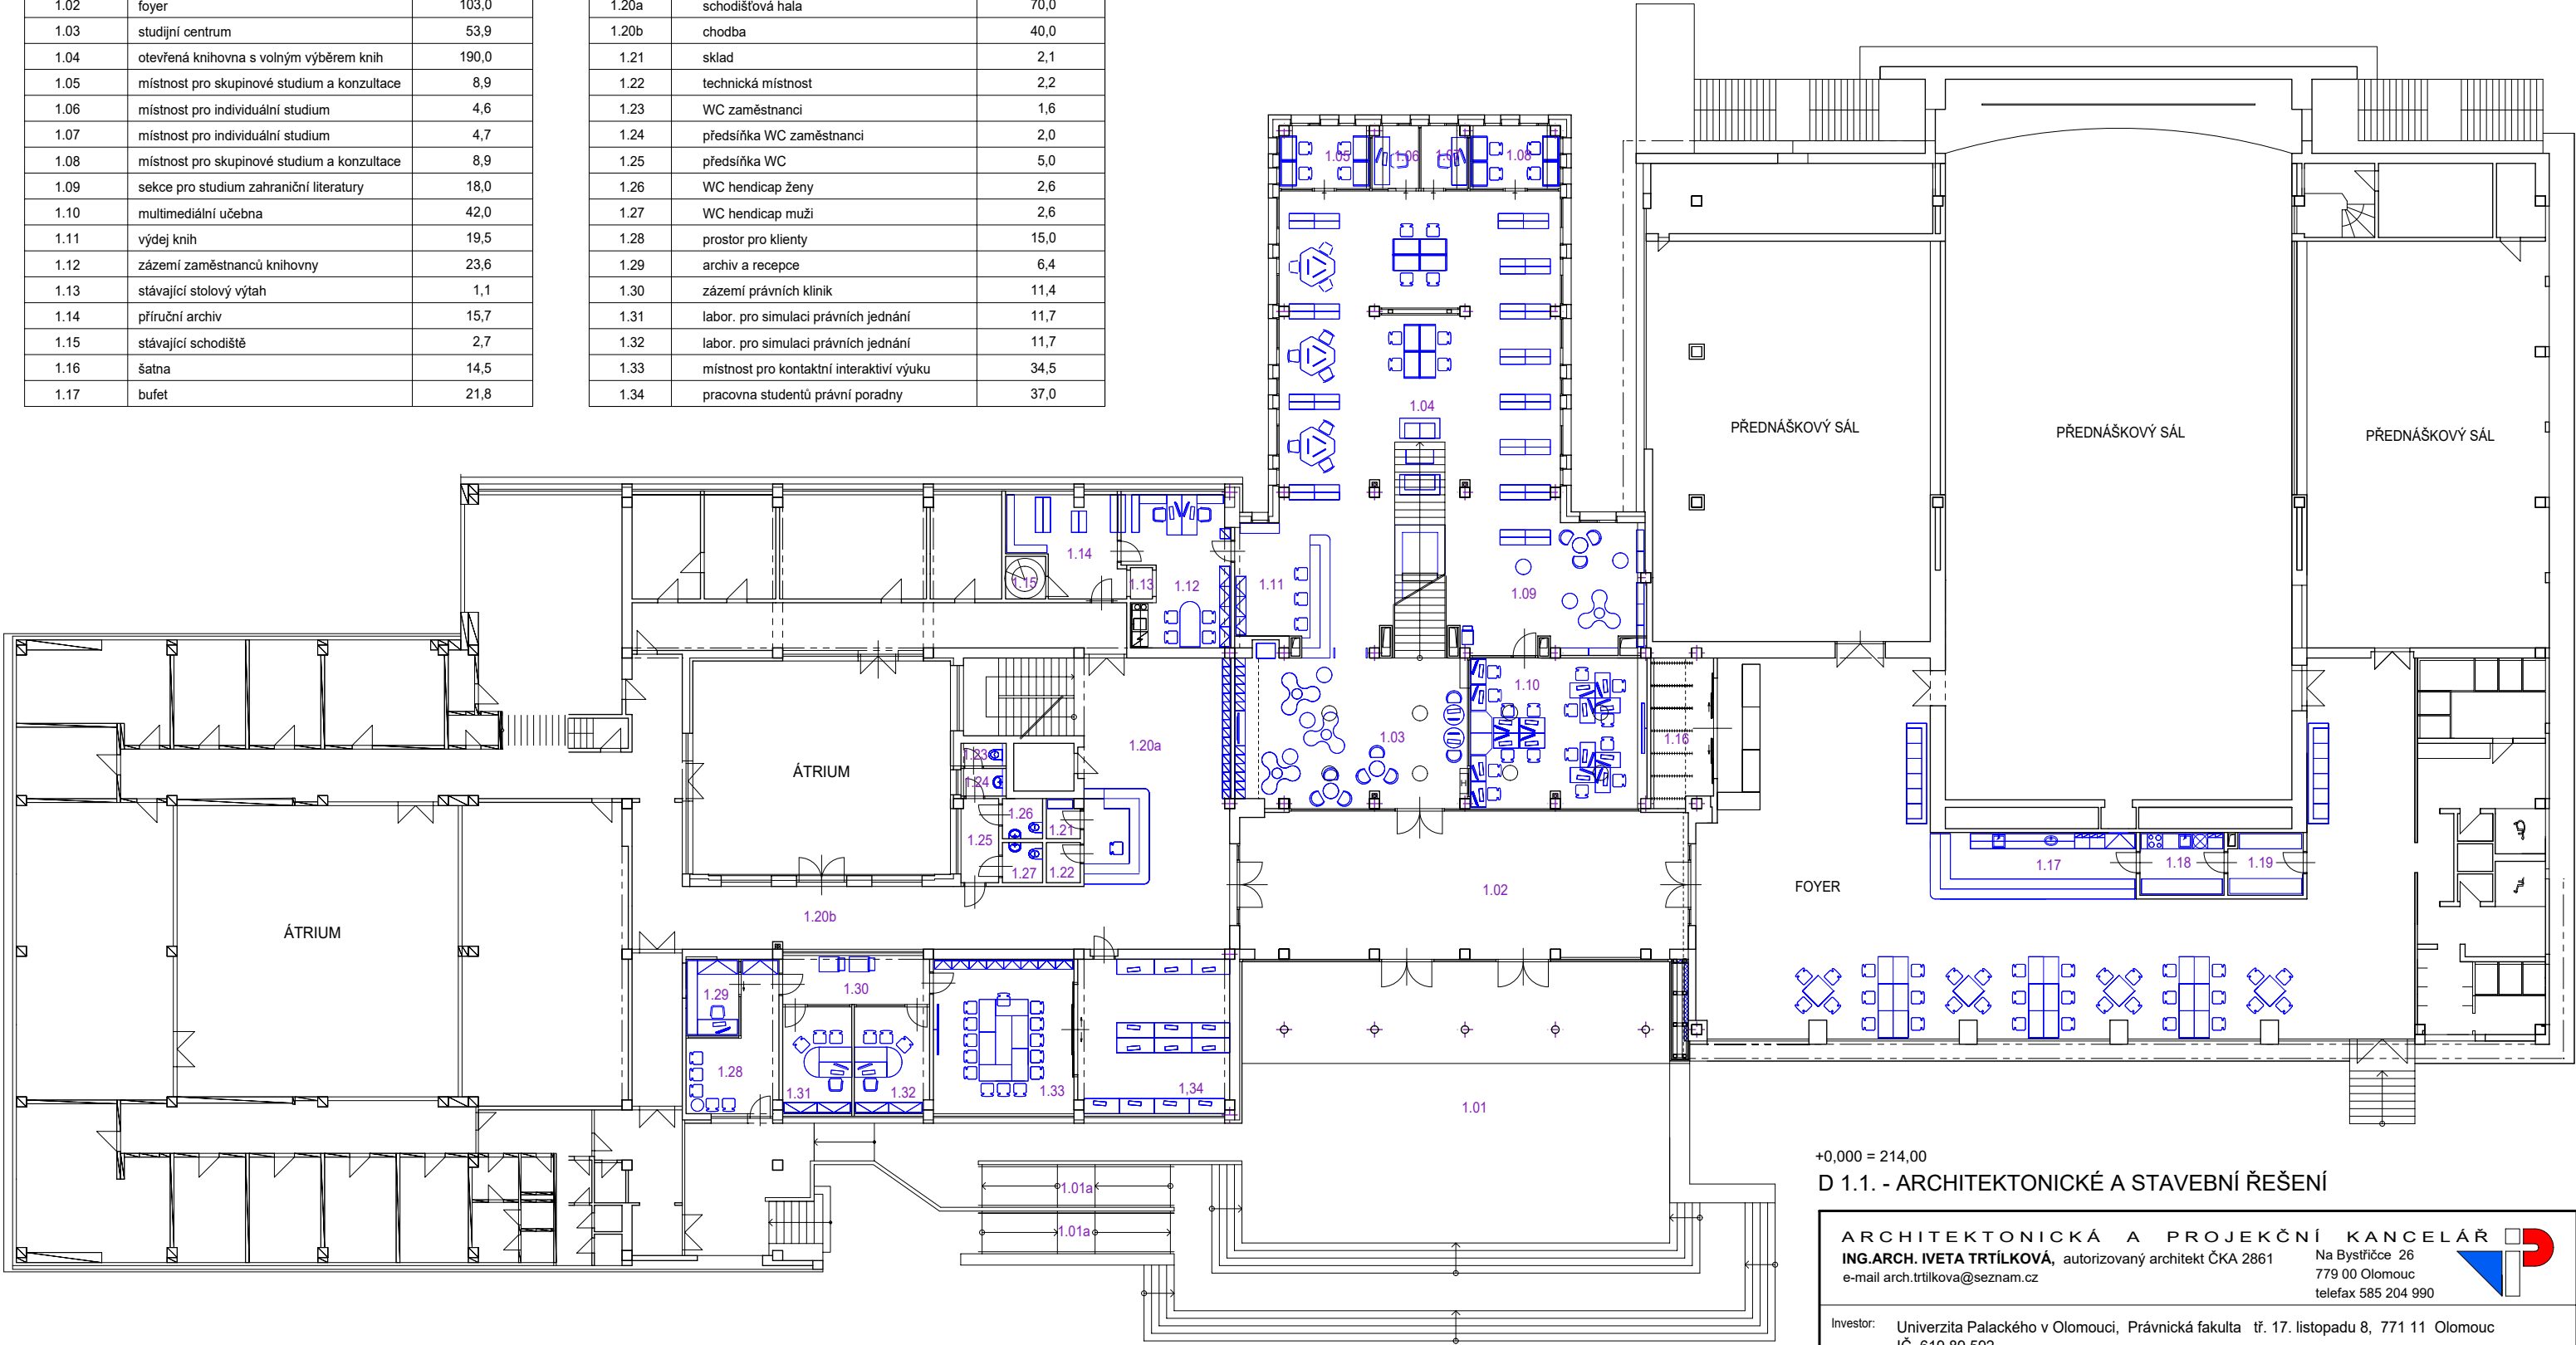 1.02 foyer 103,0
1.03 studijní centrum 53,9
1.04 otevřená knihovna s volným výběrem knih 190,0
1.05 místnost pro skupinové studium a konzultace 8,9
1.06 místnost pro individuální studium 4,6
1.07 místnost pro individuální studium 4,7
1.08 místnost pro skupinové studium a konzultace 8,9
1.09 sekce pro studium zahraniční literatury 18,0
1.10 multimediální učebna 42,0
1.11 výdej knih 19,5
1.12 zázemí zaměstnanců knihovny 23,6
1.13 stávající stolový výtah 1,1
1.14 příruční archiv 15,7
1.15 stávající schodiště 2,7
1.16 šatna 14,5
1.17 bufet 21,8
1.20a schodišťová hala 70,0
1.20b chodba 40,0
1.21 sklad 2,1
1.22 technická místnost 2,2
1.23 WC zaměstnanci 1,6
1.24 předsíňka WC zaměstnanci 2,0
1.25 předsíňka WC 5,0
1.26 WC hendicap ženy 2,6
1.27 WC hendicap muži 2,6
1.28 prostor pro klienty 15,0
1.29 archiv a recepce 6,4
1.30 zázemí právních klinik 11,4
1.31 labor. pro simulaci právních jednání 11,7
1.32 labor. pro simulaci právních jednání 11,7
1.33 místnost pro kontaktní interaktiví výuku 34,5
1.34 pracovna studentů právní poradny 37,0
1.05 1.06 1.07 1.08
1.04
PŘEDNÁŠKOVÝ SÁL
PŘEDNÁŠKOVÝ SÁL
PŘEDNÁŠKOVÝ SÁL
1.14
1.15 1.13 1.12 1.11
1.09
1.10
1.03
1.16
1.20a
1.23
1.24
ÁTRIUM
1.26 1.21
1.25
1.27 1.22
1.17 1.18 1.19
1.02
FOYER
1.20b
ÁTRIUM
1.29 1.30
1.28 1.31 1.32 1.33 1,34
1.01
1.01a
1.01a
+0,000 = 214,00
D 1.1. - ARCHITEKTONICKÉ A STAVEBNÍ ŘEŠENÍ
ARCHITEKTONICKÁ A PROJEKČNÍ KANCELÁŘ
ING.ARCH. IVETA TRTÍLKOVÁ, autorizovaný architekt ČKA 2861
e-mail arch.trtilkova@seznam.cz
Na Bystřičce 26
779 00 Olomouc
telefax 585 204 990
Investor: Univerzita Palackého v Olomouci, Právnická fakulta tř. 17. listopadu 8, 771 11 Olomouc
IČ 619 89 592